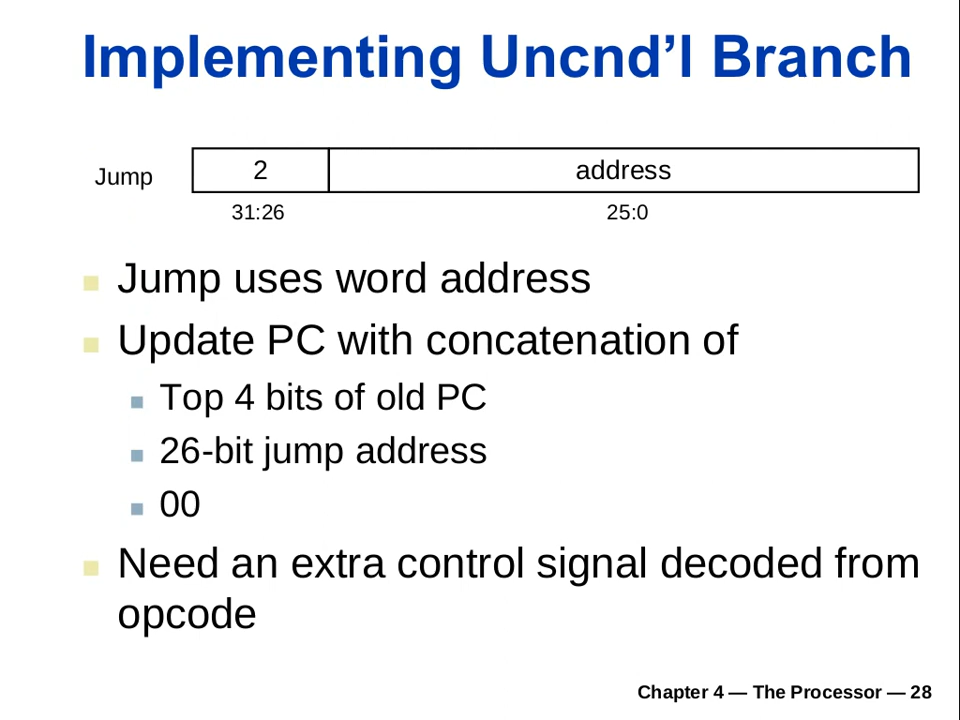 Implementing Uncnd’l Branch
Jump 2 address
31:26 25:0
Jump uses word address
Update PC with concatenation of
Top 4 bits of old PC
26-bit jump address
00
Need an extra control signal decoded from
opcode
Chapter 4 — The Processor — 28